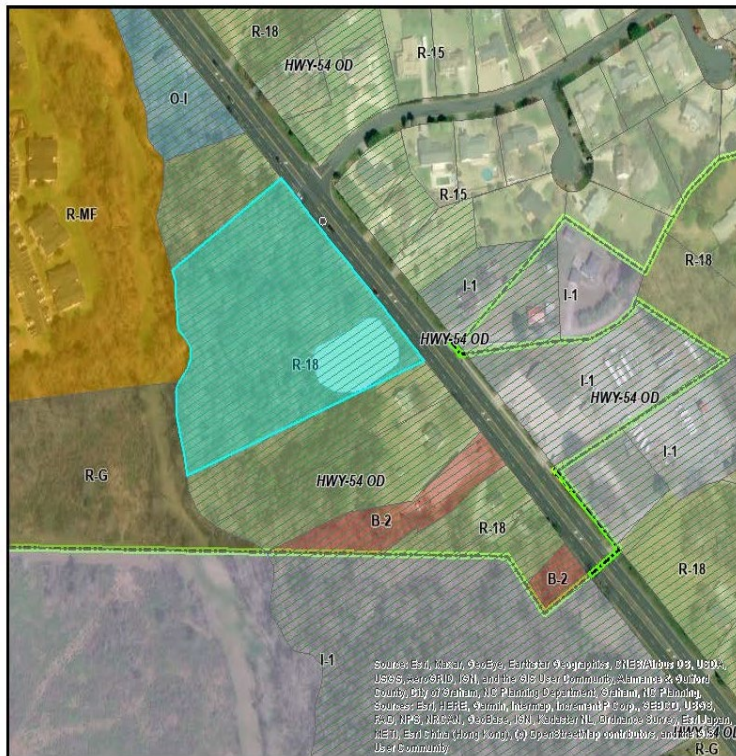 R-18
HWY-54 OD
R-15
O-I
R-MF
R-15
R-18
I-1
I-1
HWY-54 OD
R-18
I-1
HWY-54 OD
I-1
R-G
HWY-54 OD
B-2
R-18
B-2
R-18
I-1
Source: Esri, Maxar, GeoEye, Earthstar Geographics, CNES/Airbus DS, USDA,
USGS, AeroGRID, IGN, and the GIS User Community, Alamance & Guilford
County, City of Graham, NC Planning Department, Graham, NC Planning,
Sources: Esri, HERE, Garmin, Intermap, increment P Corp., GEBCO, USGS,
FAO, NPS, NRCAN, GeoBase, IGN, Kadaster NL, Ordnance Survey, Esri Japan,
METI, Esri China (Hong Kong), (c) OpenStreetMap contributors, and the GIS
User Community
HWY-54 OD
R-G